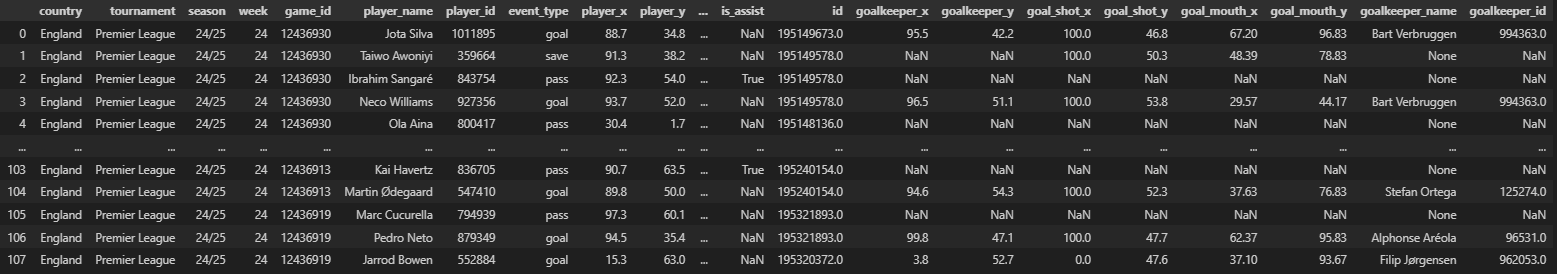 country tournament season week game_id player_name player_id event_type player_x player_y ... is_assist id goalkeeper_x goalkeeper_y goal_shot_x goal_shot_y goal_mouth_x goal_mouth_y goalkeeper_name goalkeeper_id
0 England Premier League 24/25 24 12436930 Jota Silva 1011895 goal 88.7 34.8 ... NaN 195149673.0 95.5 42.2 100.0 46.8 67.20 96.83 Bart Verbruggen 994363.0
1 England Premier League 24/25 24 12436930 Taiwo Awoniyi 359664 save 91.3 38.2 ... NaN 195149578.0 NaN NaN 100.0 50.3 48.39 78.83 None NaN
2 England Premier League 24/25 24 12436930 Ibrahim Sangaré 843754 pass 92.3 54.0 ... True 195149578.0 NaN NaN NaN NaN NaN NaN None NaN
3 England Premier League 24/25 24 12436930 Neco Williams 927356 goal 93.7 52.0 ... NaN 195149578.0 96.5 51.1 100.0 53.8 29.57 44.17 Bart Verbruggen 994363.0
4 England Premier League 24/25 24 12436930 Ola Aina 800417 pass 30.4 1.7 ... NaN 195148136.0 NaN NaN NaN NaN NaN NaN None NaN
... ... ... ... ... ... ... ... ... ... ... ... ... ... ... ... ... ... ... ... ... ...
103 England Premier League 24/25 24 12436913 Kai Havertz 836705 pass 90.7 63.5 ... True 195240154.0 NaN NaN NaN NaN NaN NaN None NaN
104 England Premier League 24/25 24 12436913 Martin Ødegaard 547410 goal 89.8 50.0 ... NaN 195240154.0 94.6 54.3 100.0 52.3 37.63 76.83 Stefan Ortega 125274.0
105 England Premier League 24/25 24 12436919 Marc Cucurella 794939 pass 97.3 60.1 ... NaN 195321893.0 NaN NaN NaN NaN NaN NaN None NaN
106 England Premier League 24/25 24 12436919 Pedro Neto 879349 goal 94.5 35.4 ... NaN 195321893.0 99.8 47.1 100.0 47.7 62.37 95.83 Alphonse Aréola 96531.0
107 England Premier League 24/25 24 12436919 Jarrod Bowen 552884 goal 15.3 63.0 ... NaN 195320372.0 3.8 52.7 0.0 47.6 37.10 93.67 Filip Jørgensen 962053.0